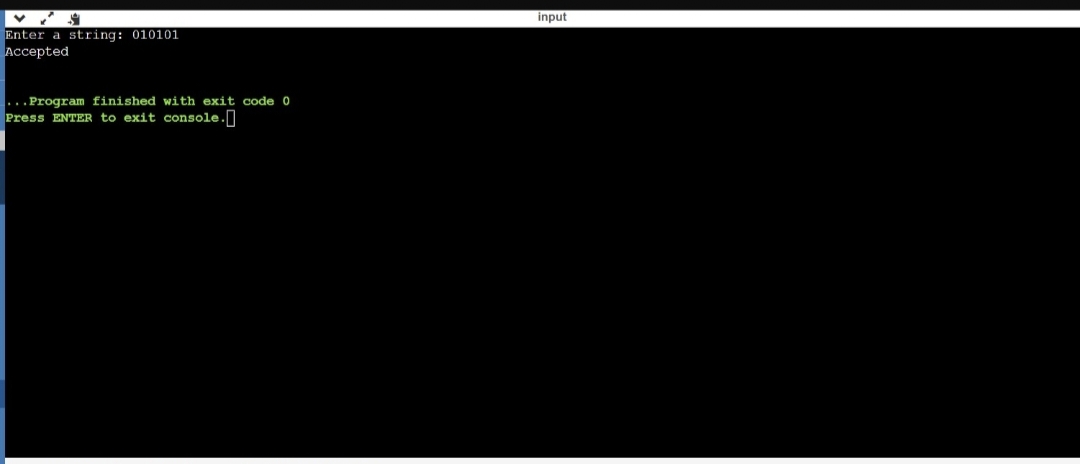 input
Enter a string: 010101
Accepted
...Program finished with exit code 0
Press ENTER to exit console.